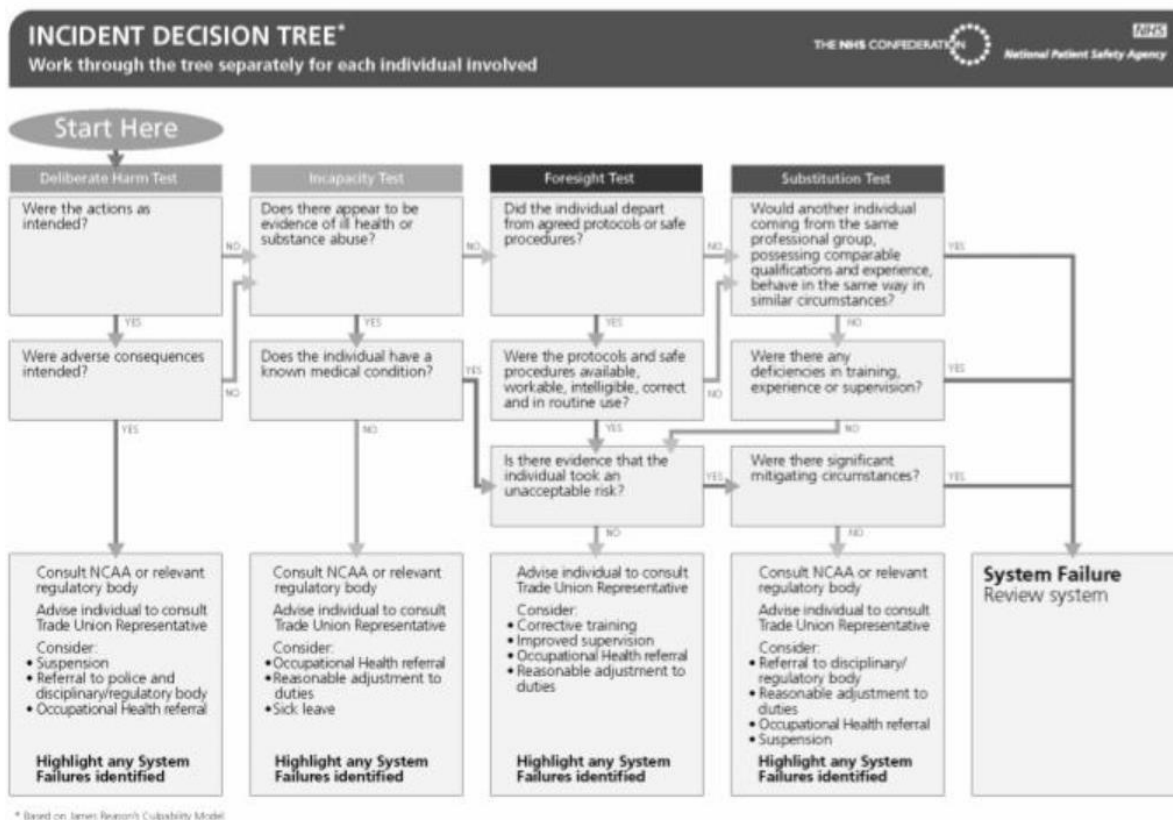 INCIDENT DECISION TREE*
Work through the tree separately for each individual involved
THE NHS CONFEDERATION
NHS
National Patient Safety Agency
Start Here
Deliberate Harm Test
Were the actions as
intended?
NO
YES
Were adverse consequences
intended?
NO
YES
Consult NCAA or relevant
regulatory body
Advise individual to consult
Trade Union Representative
Consider:
• Suspension
• Referral to police and
disciplinary/regulatory body
• Occupational Health referral
Highlight any System
Failures identified
Incapacity Test
Does there appear to be
evidence of ill health or
substance abuse?
NO
YES
Does the individual have a
known medical condition?
YES
NO
Consult NCAA or relevant
regulatory body
Advise individual to consult
Trade Union Representative
Consider:
• Occupational Health referral
• Reasonable adjustment to
duties
• Sick leave
Highlight any System
Failures identified
Foresight Test
Did the individual depart
from agreed protocols or safe
procedures?
NO
YES
Were the protocols and safe
procedures available,
workable, intelligible, correct
and in routine use?
NO
YES
Is there evidence that the
individual took an
unacceptable risk?
YES
NO
Advise individual to consult
Trade Union Representative
Consider:
• Corrective training
• Improved supervision
• Occupational Health referral
• Reasonable adjustment to
duties
Highlight any System
Failures identified
Substitution Test
Would another individual
coming from the same
professional group,
possessing comparable
qualifications and experience,
behave in the same way in
similar circumstances?
YES
NO
Were there any
deficiencies in training,
experience or supervision?
YES
NO
Were there significant
mitigating circumstances?
YES
NO
Consult NCAA or relevant
regulatory body
Advise individual to consult
Trade Union Representative
Consider:
• Referral to disciplinary/
regulatory body
• Reasonable adjustment to
duties
• Occupational Health referral
• Suspension
Highlight any System
Failures identified
System Failure
Review system
* Based on James Reason's Culpability Model